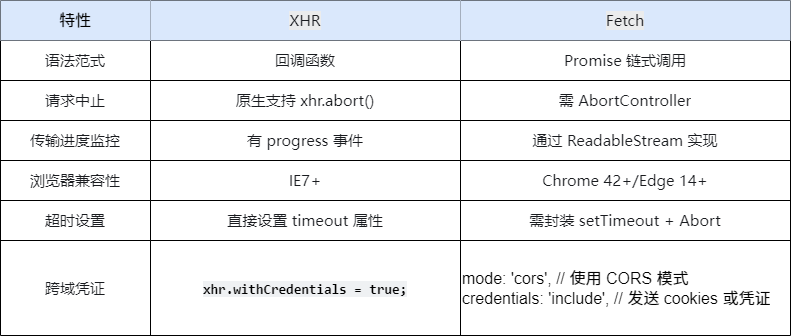 特性 XHR Fetch
语法范式 回调函数 Promise 链式调用
请求中止 原生支持 xhr.abort() 需 AbortController
传输进度监控 有 progress 事件 通过 ReadableStream 实现
浏览器兼容性 IE7+ Chrome 42+/Edge 14+
超时设置 直接设置 timeout 属性 需封装 setTimeout + Abort
跨域凭证 xhr.withCredentials = true; mode: 'cors', // 使用 CORS 模式
credentials: 'include', // 发送 cookies 或凭证